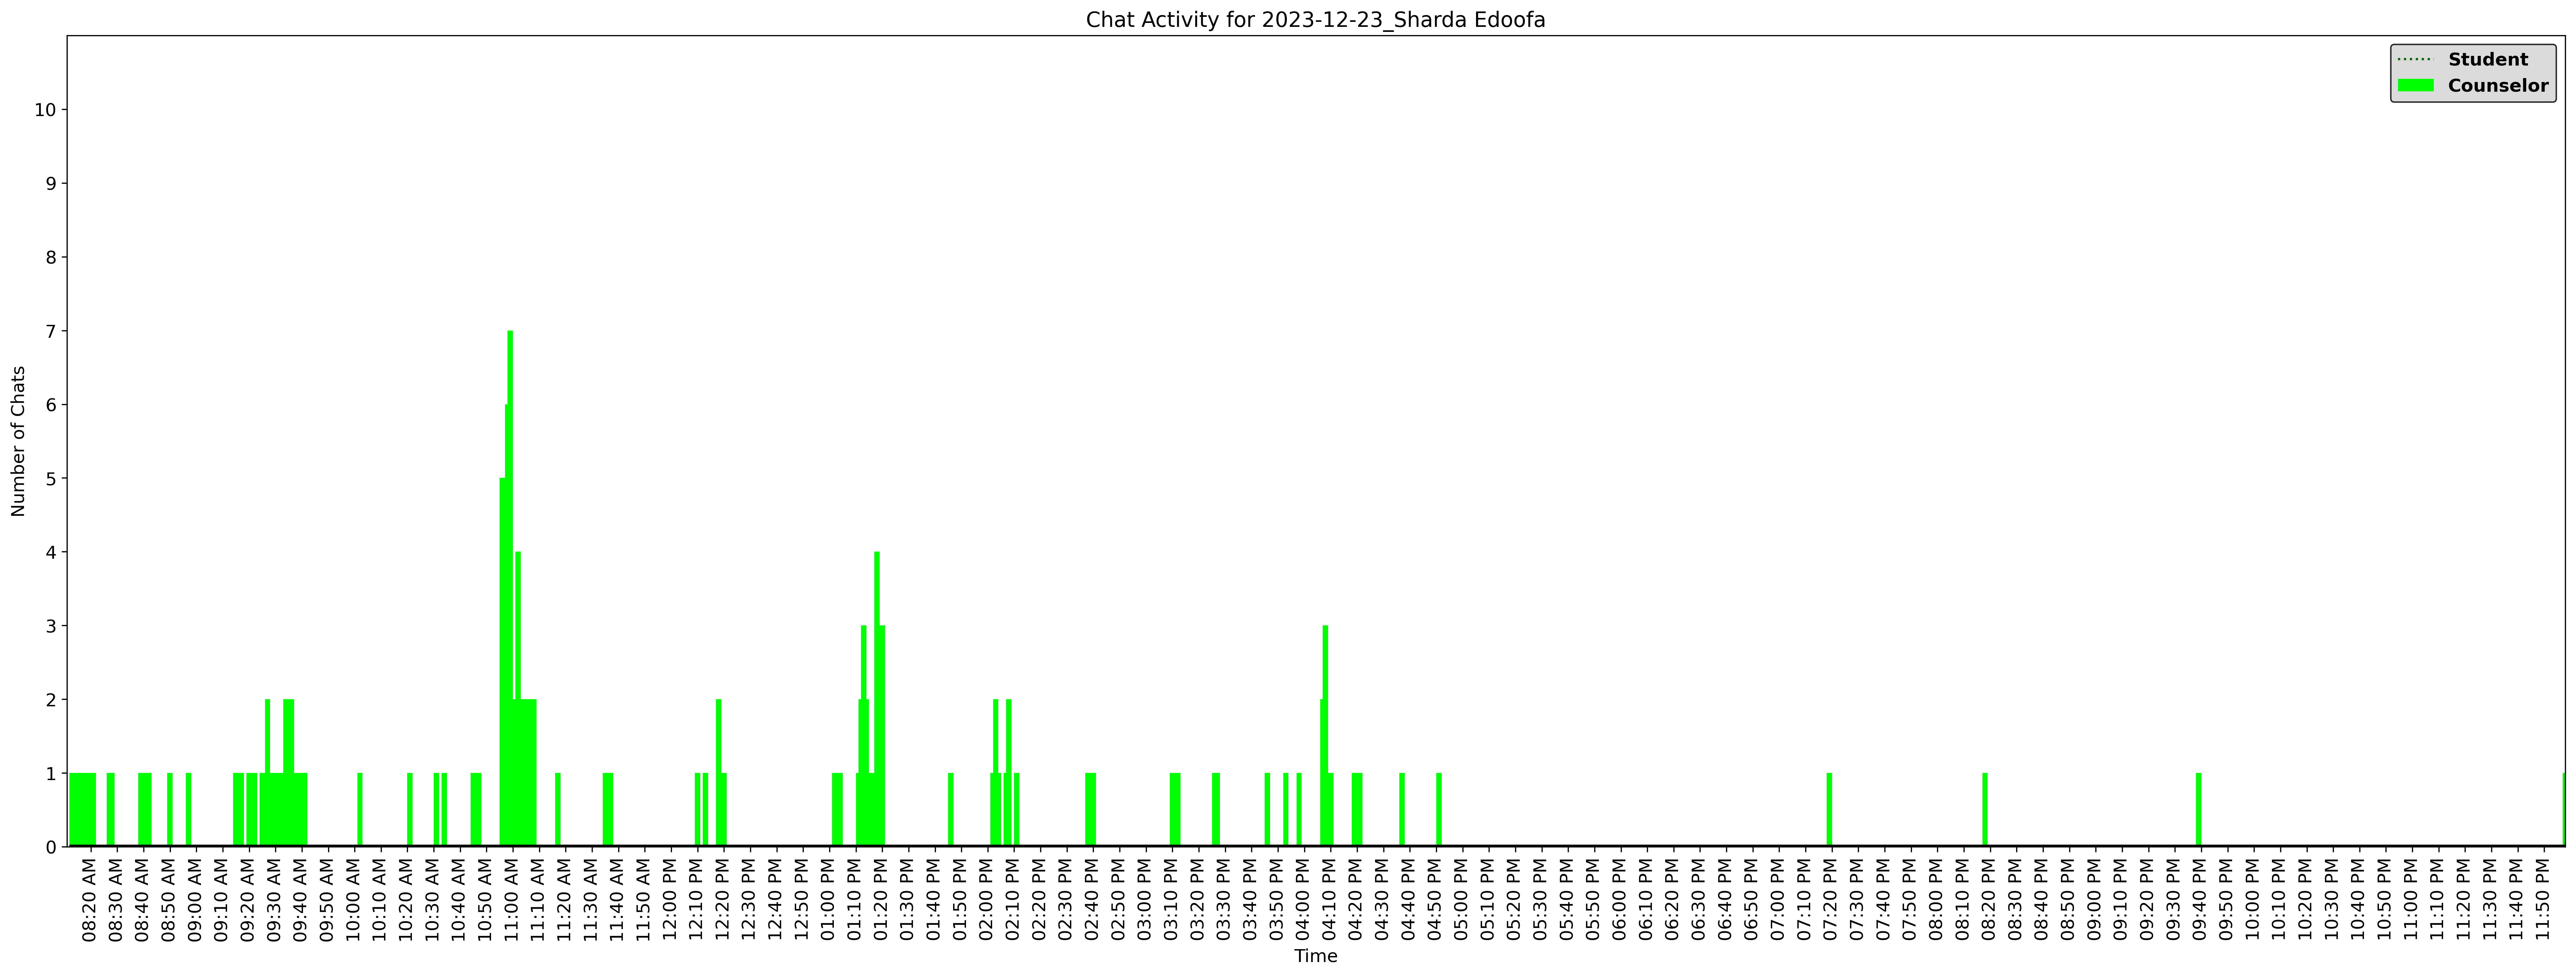 Chat Activity for 2023-12-23_Sharda Edoofa
Student
Counselor
Number of Chats
10
9
8
7
6
5
4
3
2
1
0
08:20 AM
08:30 AM
08:40 AM
08:50 AM
09:00 AM
09:10 AM
09:20 AM
09:30 AM
09:40 AM
09:50 AM
10:00 AM
10:10 AM
10:20 AM
10:30 AM
10:40 AM
10:50 AM
11:00 AM
11:10 AM
11:20 AM
11:30 AM
11:40 AM
11:50 AM
12:00 PM
12:10 PM
12:20 PM
12:30 PM
12:40 PM
12:50 PM
01:00 PM
01:10 PM
01:20 PM
01:30 PM
01:40 PM
01:50 PM
02:00 PM
02:10 PM
02:20 PM
02:30 PM
02:40 PM
02:50 PM
03:00 PM
03:10 PM
03:20 PM
03:30 PM
03:40 PM
03:50 PM
04:00 PM
04:10 PM
04:20 PM
04:30 PM
04:40 PM
04:50 PM
05:00 PM
05:10 PM
05:20 PM
05:30 PM
05:40 PM
05:50 PM
06:00 PM
06:10 PM
06:20 PM
06:30 PM
06:40 PM
06:50 PM
07:00 PM
07:10 PM
07:20 PM
07:30 PM
07:40 PM
07:50 PM
08:00 PM
08:10 PM
08:20 PM
08:30 PM
08:40 PM
08:50 PM
09:00 PM
09:10 PM
09:20 PM
09:30 PM
09:40 PM
09:50 PM
10:00 PM
10:10 PM
10:20 PM
10:30 PM
10:40 PM
10:50 PM
11:00 PM
11:10 PM
11:20 PM
11:30 PM
11:40 PM
11:50 PM
Time